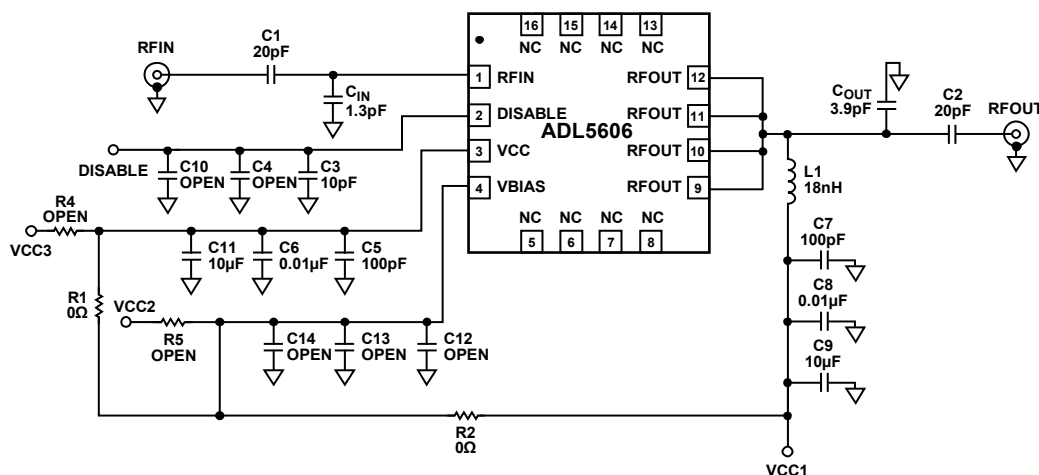 16 15 14 13
NC NC NC NC
RFIN
C1
20pF
1 RFIN
C_IN
1.3pF
2 DISABLE
ADL5606
DISABLE
C10
OPEN
C4
OPEN
C3
10pF
3 VCC
4 VBIAS
RFOUT 12
RFOUT 11
RFOUT 10
RFOUT 9
C_OUT
3.9pF
C2
20pF
RFOUT
L1
18nH
NC NC NC NC
5 6 7 8
R4
OPEN
VCC3
C11
10µF
C6
0.01µF
C5
100pF
C7
100pF
R1
0Ω
VCC2
R5
OPEN
C14
OPEN
C13
OPEN
C12
OPEN
C8
0.01µF
C9
10µF
R2
0Ω
VCC1